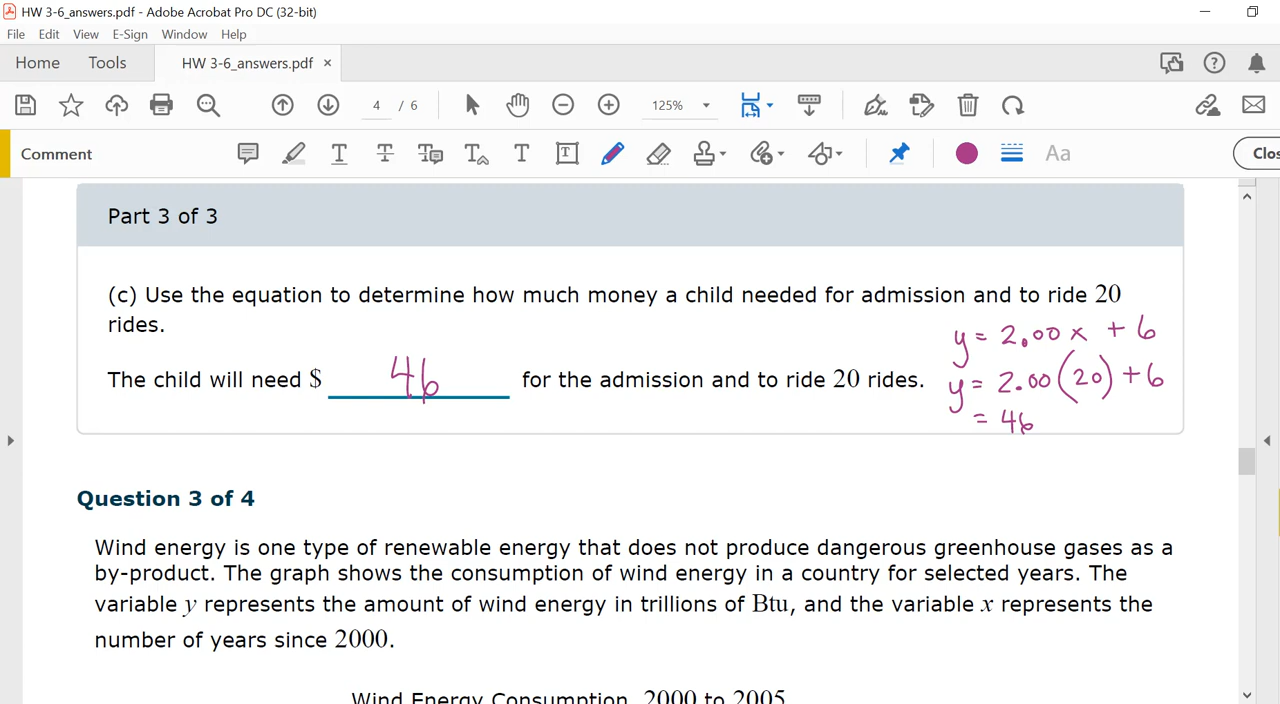 HW 3-6_answers.pdf - Adobe Acrobat Pro DC (32-bit)
File Edit View E-Sign Window Help
Home Tools HW 3-6_answers.pdf ×
4 / 6 125%
Comment T T T T T T Aa Clos
Part 3 of 3
(c) Use the equation to determine how much money a child needed for admission and to ride 20
rides.
y = 2.00 x + 6
The child will need $ 46 for the admission and to ride 20 rides.
y = 2.00 (20) + 6
= 46
Question 3 of 4
Wind energy is one type of renewable energy that does not produce dangerous greenhouse gases as a
by-product. The graph shows the consumption of wind energy in a country for selected years. The
variable y represents the amount of wind energy in trillions of Btu, and the variable x represents the
number of years since 2000.
Wind Energy Consumption, 2000 to 2005